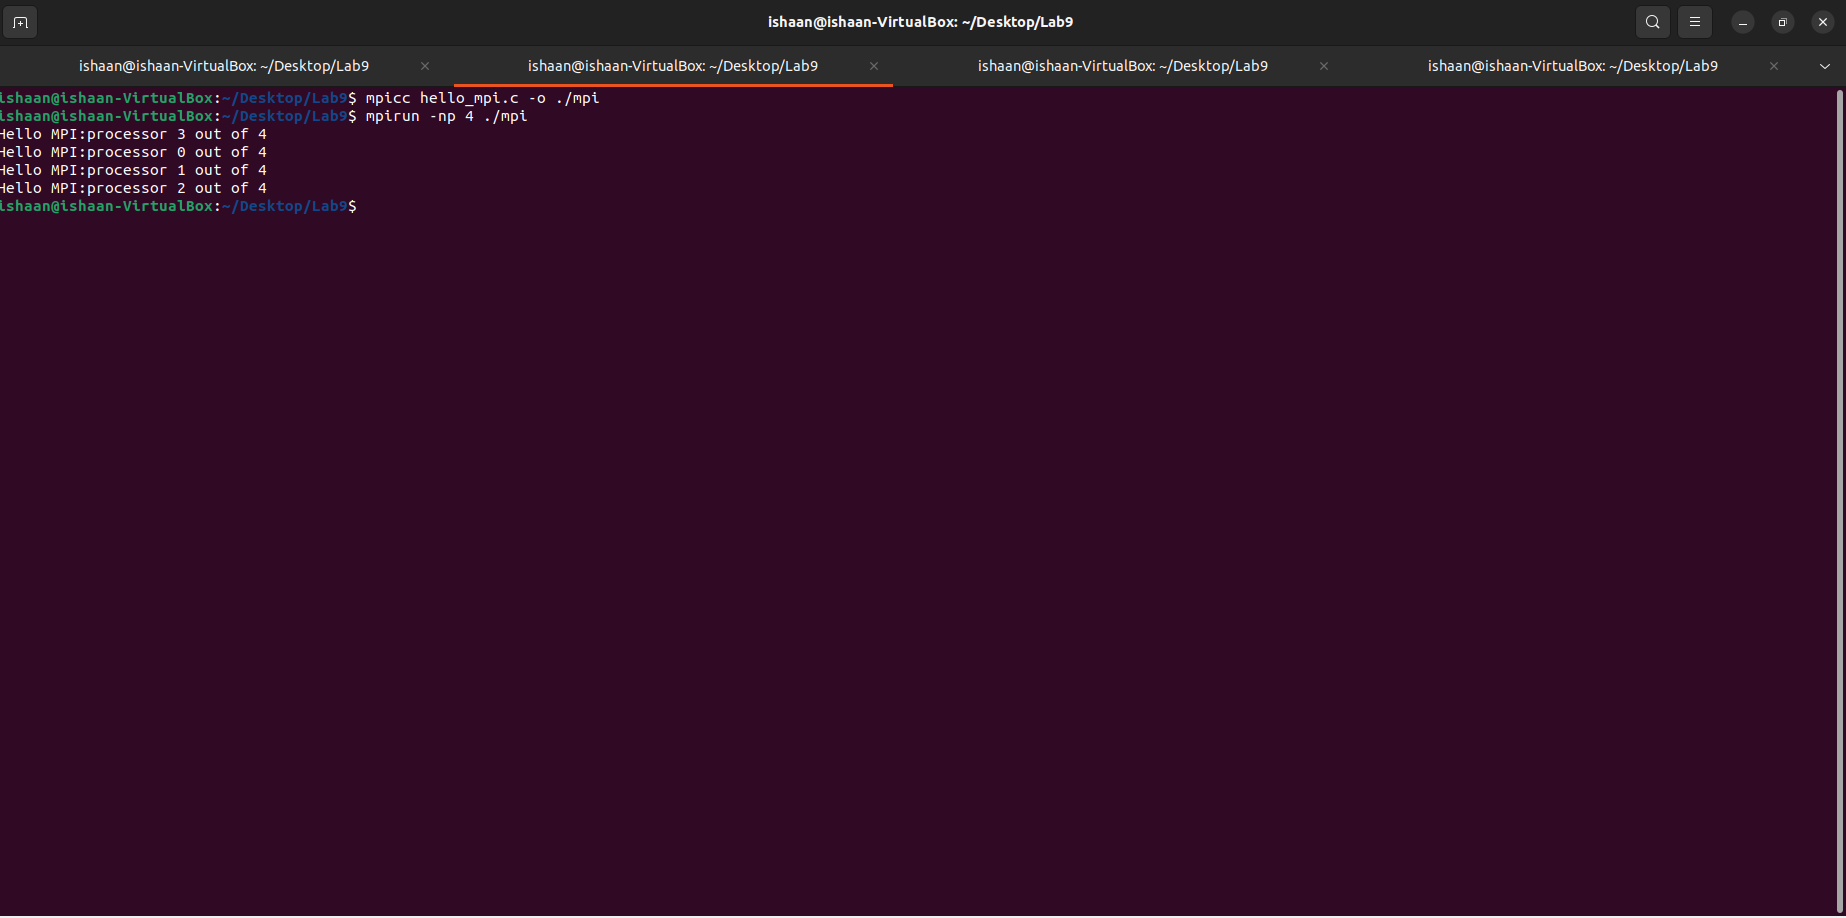 ishaan@ishaan-VirtualBox: ~/Desktop/Lab9
ishaan@ishaan-VirtualBox: ~/Desktop/Lab9
ishaan@ishaan-VirtualBox: ~/Desktop/Lab9
ishaan@ishaan-VirtualBox: ~/Desktop/Lab9
ishaan@ishaan-VirtualBox: ~/Desktop/Lab9
ishaan@ishaan-VirtualBox:~/Desktop/Lab9$ mpicc hello_mpi.c -o ./mpi
ishaan@ishaan-VirtualBox:~/Desktop/Lab9$ mpirun -np 4 ./mpi
Hello MPI:processor 3 out of 4
Hello MPI:processor 0 out of 4
Hello MPI:processor 1 out of 4
Hello MPI:processor 2 out of 4
ishaan@ishaan-VirtualBox:~/Desktop/Lab9$